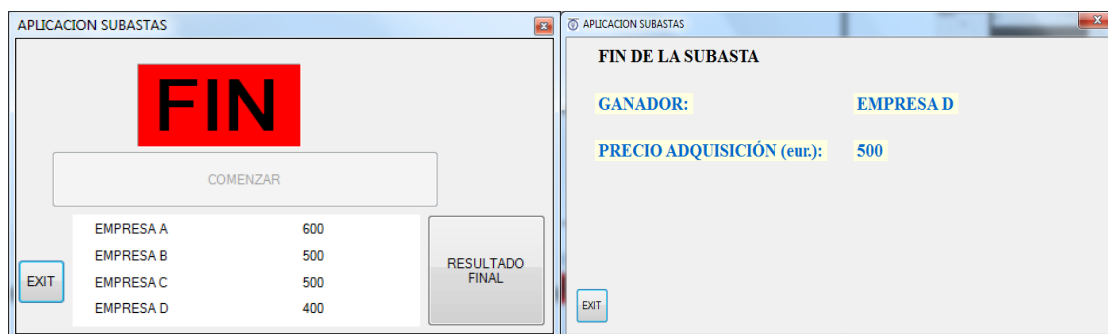 APLICACION SUBASTAS
FIN
COMENZAR
EMPRESA A 600
EMPRESA B 500
EMPRESA C 500
EMPRESA D 400
EXIT
RESULTADO
FINAL
APLICACION SUBASTAS
FIN DE LA SUBASTA
GANADOR: EMPRESA D
PRECIO ADQUISICIÓN (eur.): 500
EXIT